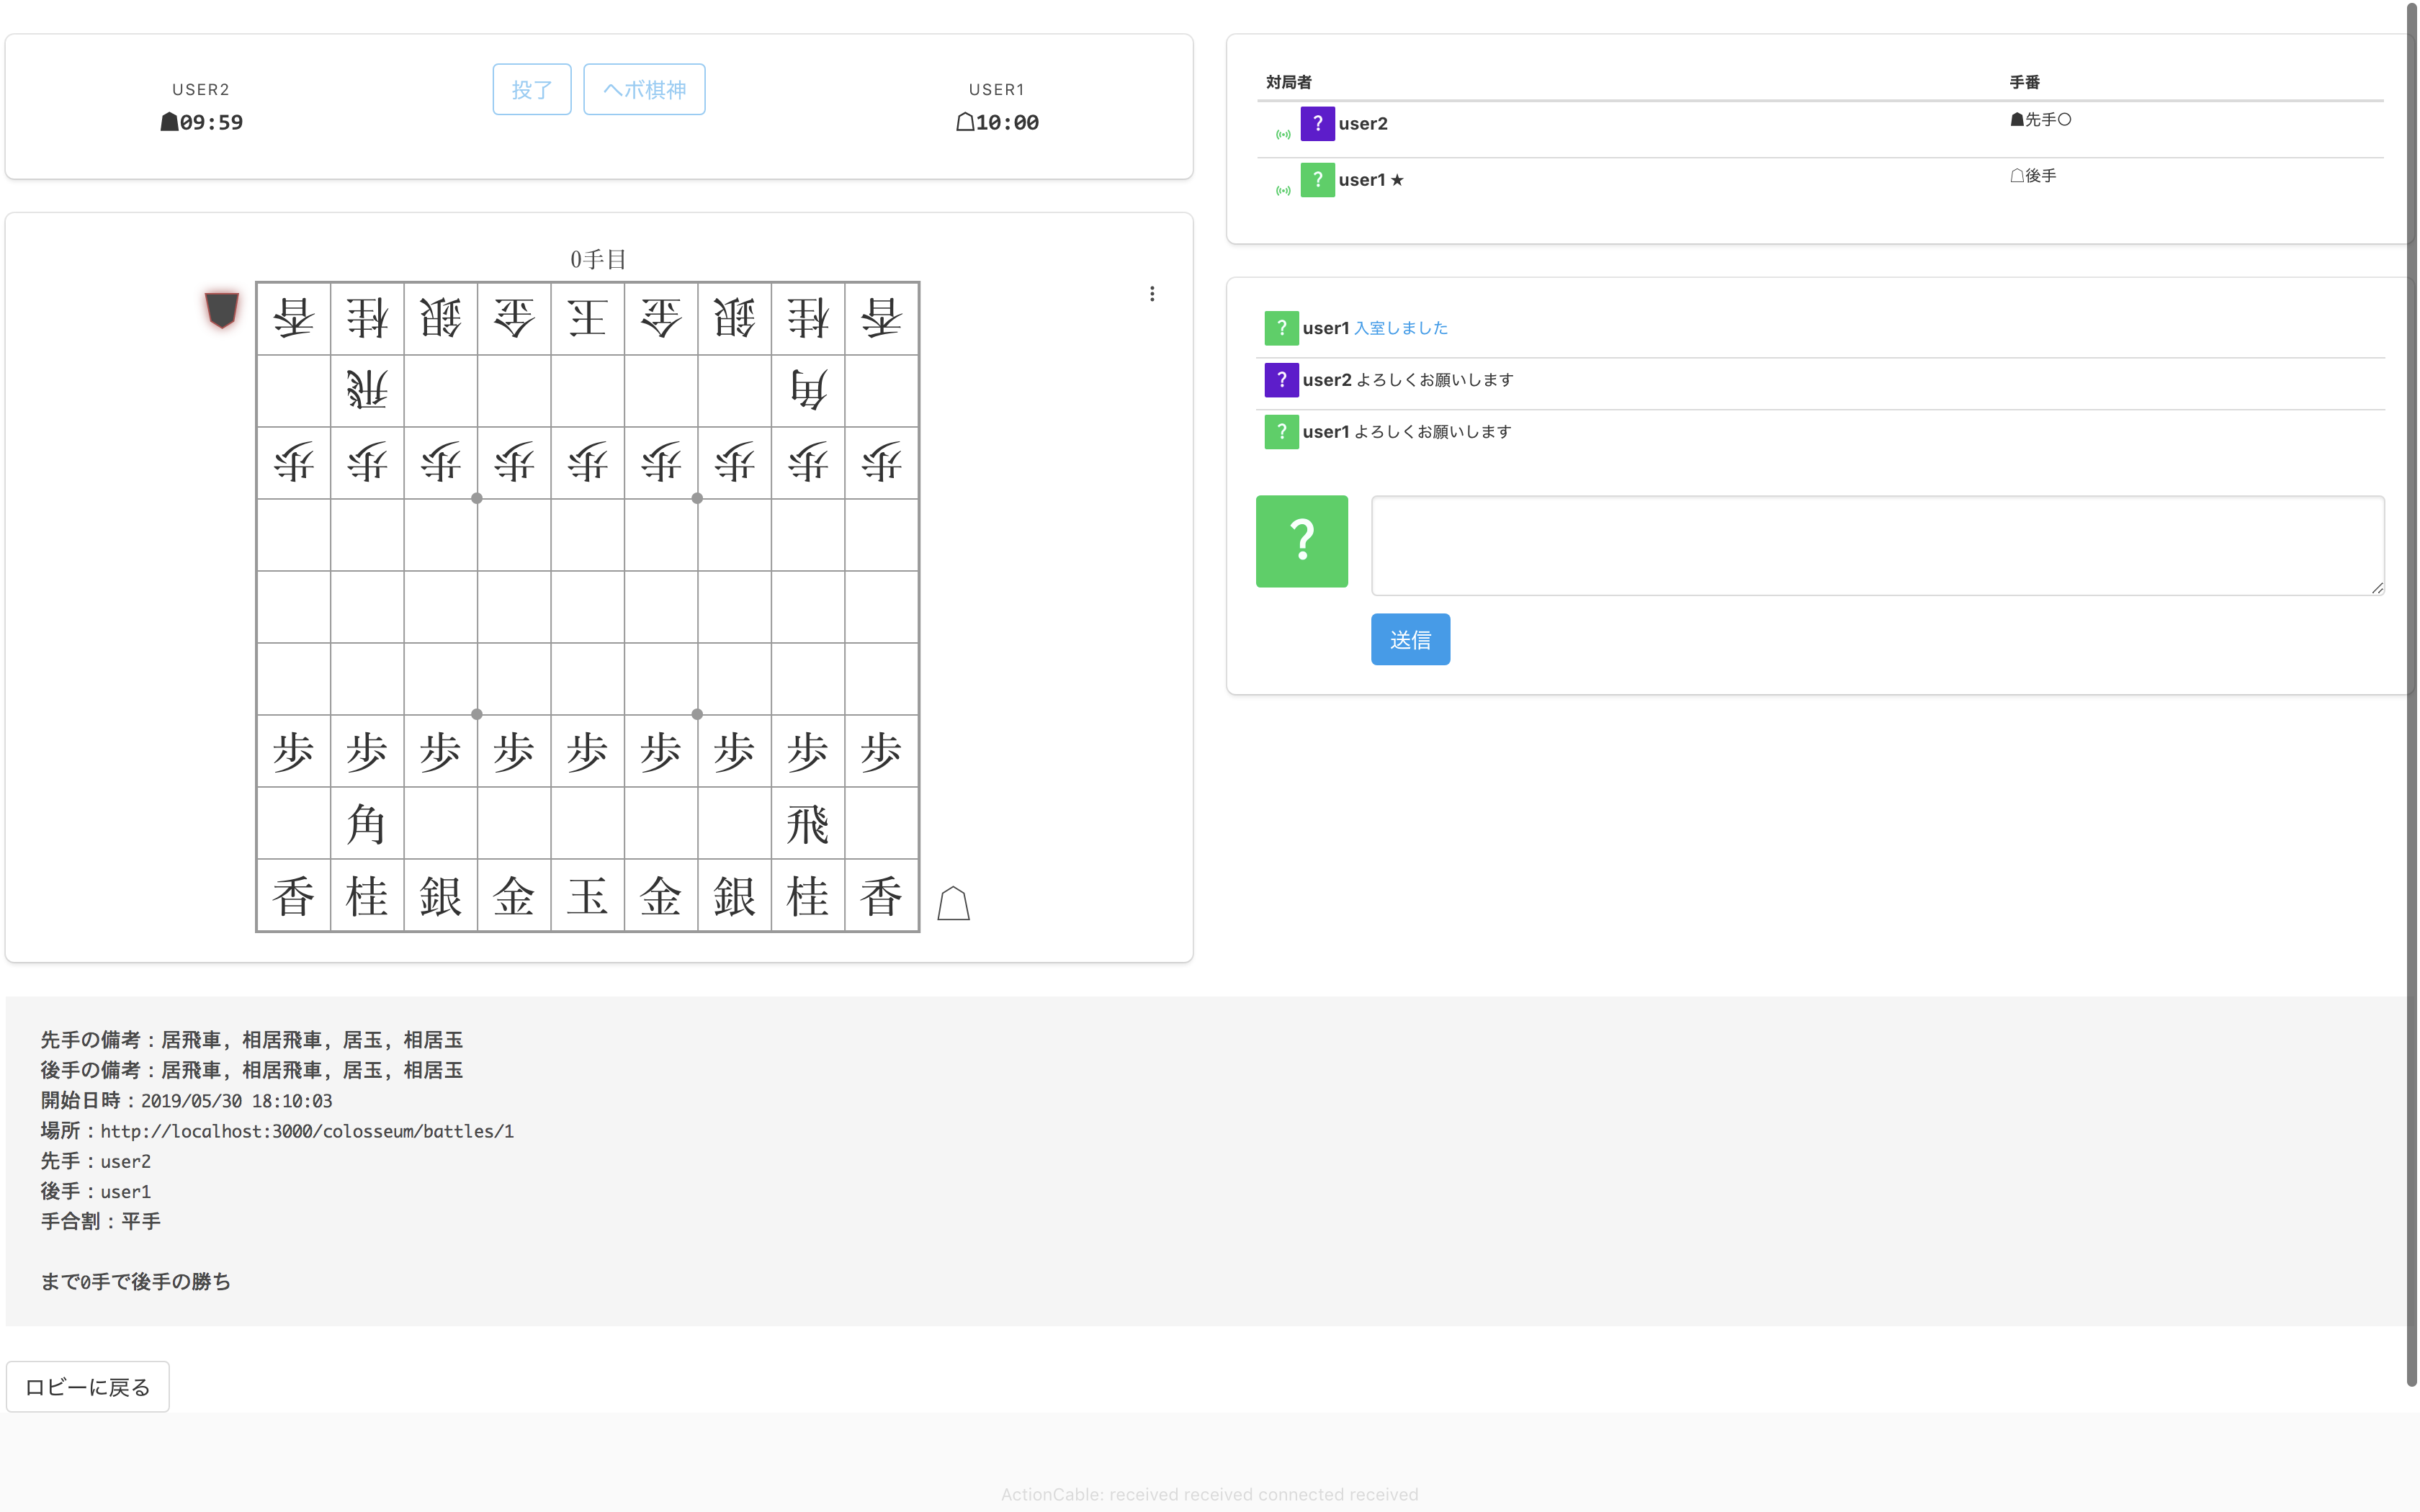 USER2
09:59
投了 ヘボ棋神
USER1
10:00
0手目
香桂銀金王金銀桂香
飛角
歩歩歩歩歩歩歩歩歩
歩歩歩歩歩歩歩歩歩
角飛
香桂銀金玉金銀桂香
対局者 手番
? user2 先手○
? user1★ 後手
? user1 入室しました
? user2 よろしくお願いします
? user1 よろしくお願いします
?
送信
先手の備考：居飛車, 相居飛車, 居玉, 相居玉
後手の備考：居飛車, 相居飛車, 居玉, 相居玉
開始日時：2019/05/30 18:10:03
場所：http://localhost:3000/colosseum/battles/1
先手：user2
後手：user1
手合割：平手
まで0手で後手の勝ち
ロビーに戻る
ActionCable: received received connected received